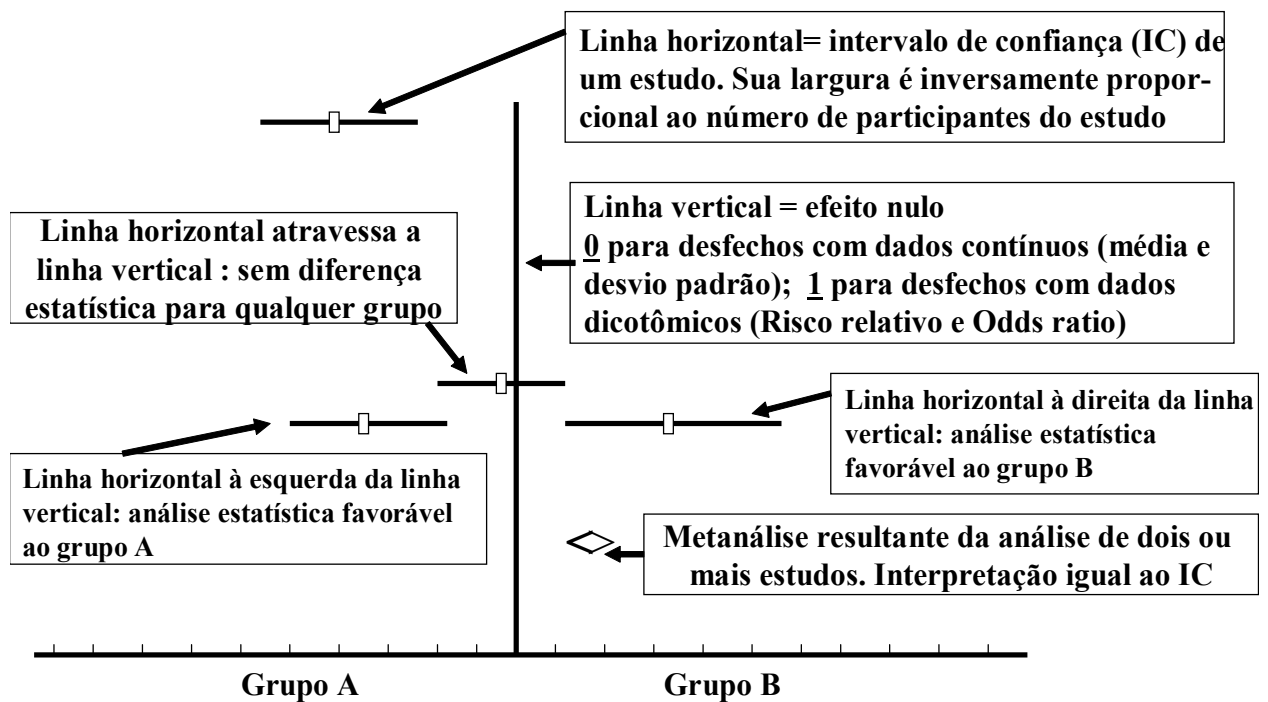 Linha horizontal= intervalo de confiança (IC) de
um estudo. Sua largura é inversamente propor-
cional ao número de participantes do estudo
Linha horizontal atravessa a
linha vertical : sem diferença
estatística para qualquer grupo
Linha vertical = efeito nulo
0 para desfechos com dados contínuos (média e
desvio padrão); 1 para desfechos com dados
dicotômicos (Risco relativo e Odds ratio)
Linha horizontal à direita da linha
vertical: análise estatística
favorável ao grupo B
Linha horizontal à esquerda da linha
vertical: análise estatística favorável
ao grupo A
Metanálise resultante da análise de dois ou
mais estudos. Interpretação igual ao IC
Grupo A
Grupo B